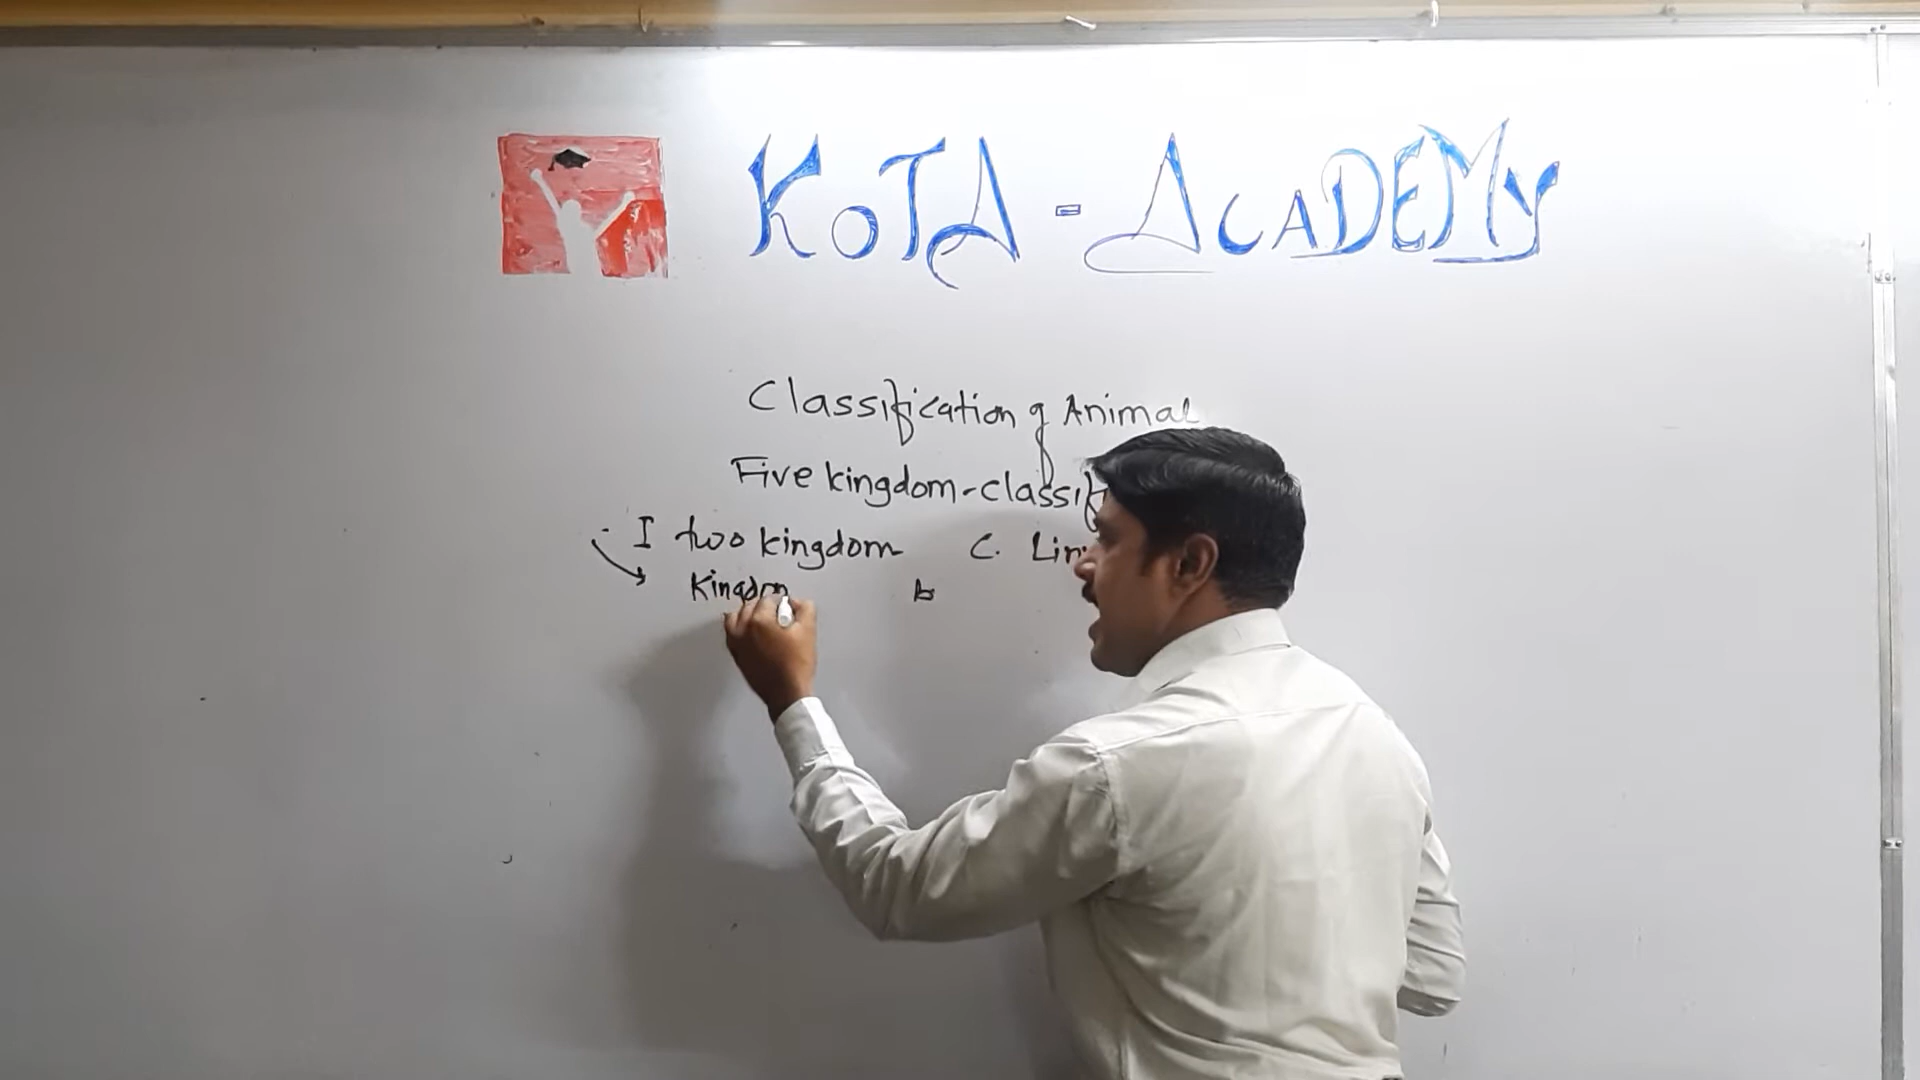 KOTA - ACADEMY
Classification of Animal
Five kingdom-classif
I two kingdom C. Lin
Kingdom